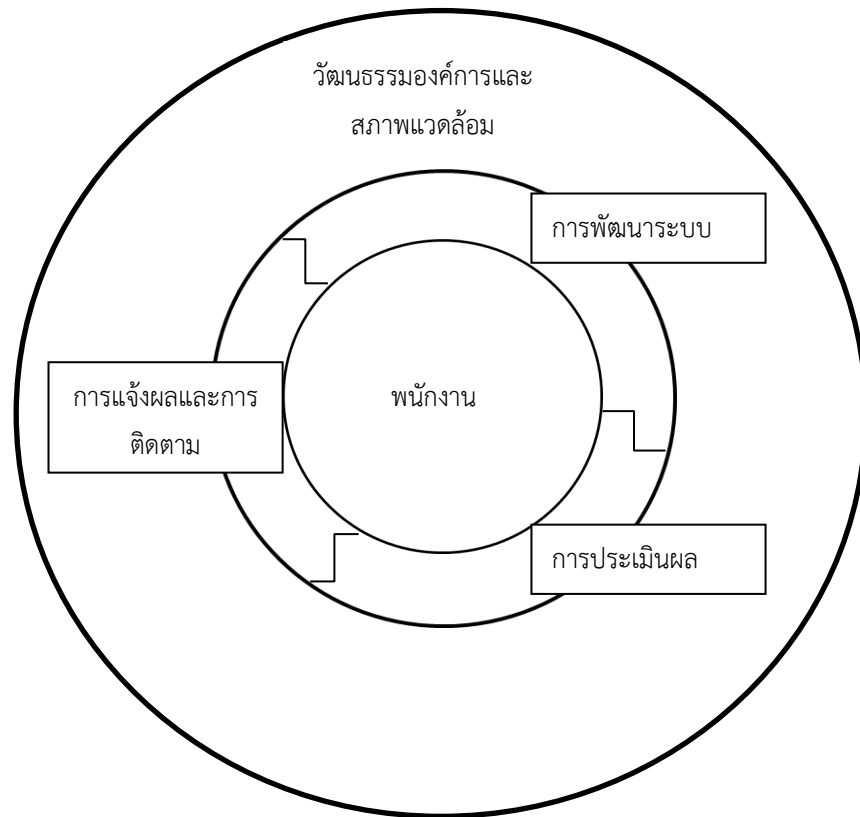 วัฒนธรรมองค์การและ
สภาพแวดล้อม
การพัฒนาระบบ
การแจ้งผลและการ
ติดตาม
พนักงาน
การประเมินผล